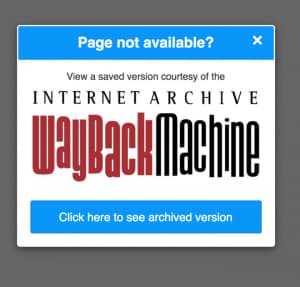 Page not available? ×
View a saved version courtesy of the
INTERNET ARCHIVE
WayBackMachine
Click here to see archived version